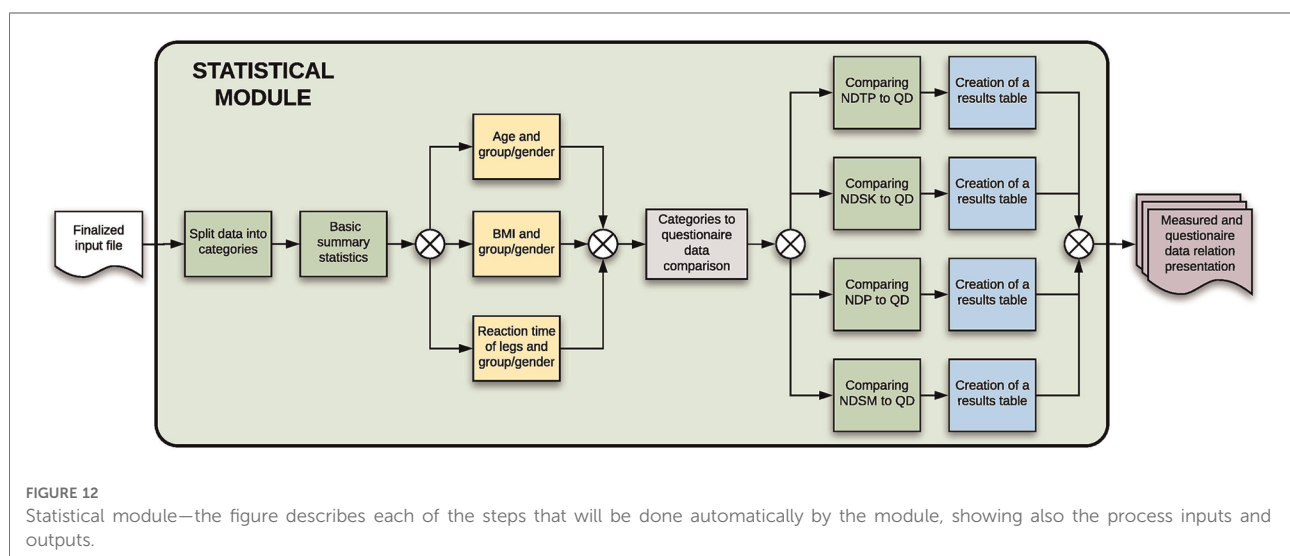 STATISTICAL
MODULE
Finalized
input file
Split data into
categories
Basic
summary
statistics
Age and
group/gender
BMI and
group/gender
Reaction time
of legs and
group/gender
Categories to
questionaire
data
comparison
Comparing
NDTP to QD
Creation of a
results table
Comparing
NDSK to QD
Creation of a
results table
Comparing
NDP to QD
Creation of a
results table
Comparing
NDSM to QD
Creation of a
results table
Measured and
questionaire
data relation
presentation
FIGURE 12
Statistical module—the figure describes each of the steps that will be done automatically by the module, showing also the process inputs and
outputs.